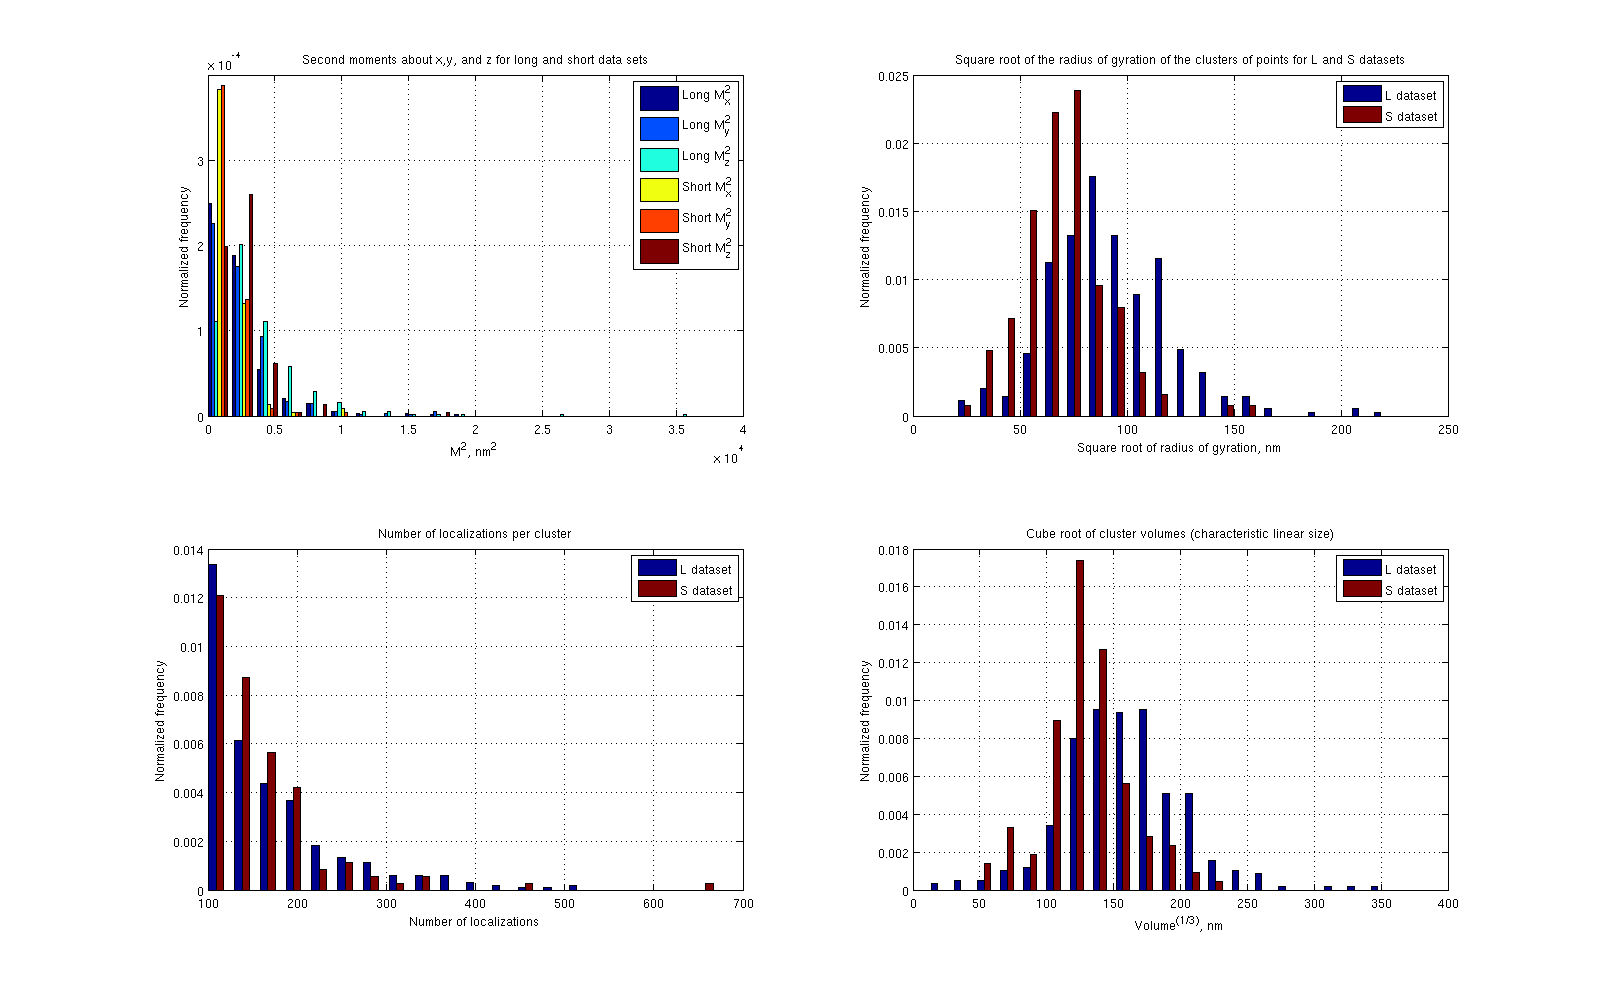 Second moments about x,y, and z for long and short data sets
× 10^-4
Normalized frequency
3
2
1
0
0 0.5 1 1.5 2 2.5 3 3.5 4
M^2, nm^2
× 10^4
Long M_x^2
Long M_y^2
Long M_z^2
Short M_x^2
Short M_y^2
Short M_z^2
Square root of the radius of gyration of the clusters of points for L and S datasets
Normalized frequency
0.025
0.02
0.015
0.01
0.005
0
0 50 100 150 200 250
Square root of radius of gyration, nm
L dataset
S dataset
Number of localizations per cluster
Normalized frequency
0.014
0.012
0.01
0.008
0.006
0.004
0.002
0
100 200 300 400 500 600 700
Number of localizations
L dataset
S dataset
Cube root of cluster volumes (characteristic linear size)
Normalized frequency
0.018
0.016
0.014
0.012
0.01
0.008
0.006
0.004
0.002
0
0 50 100 150 200 250 300 350 400
Volume^(1/3), nm
L dataset
S dataset